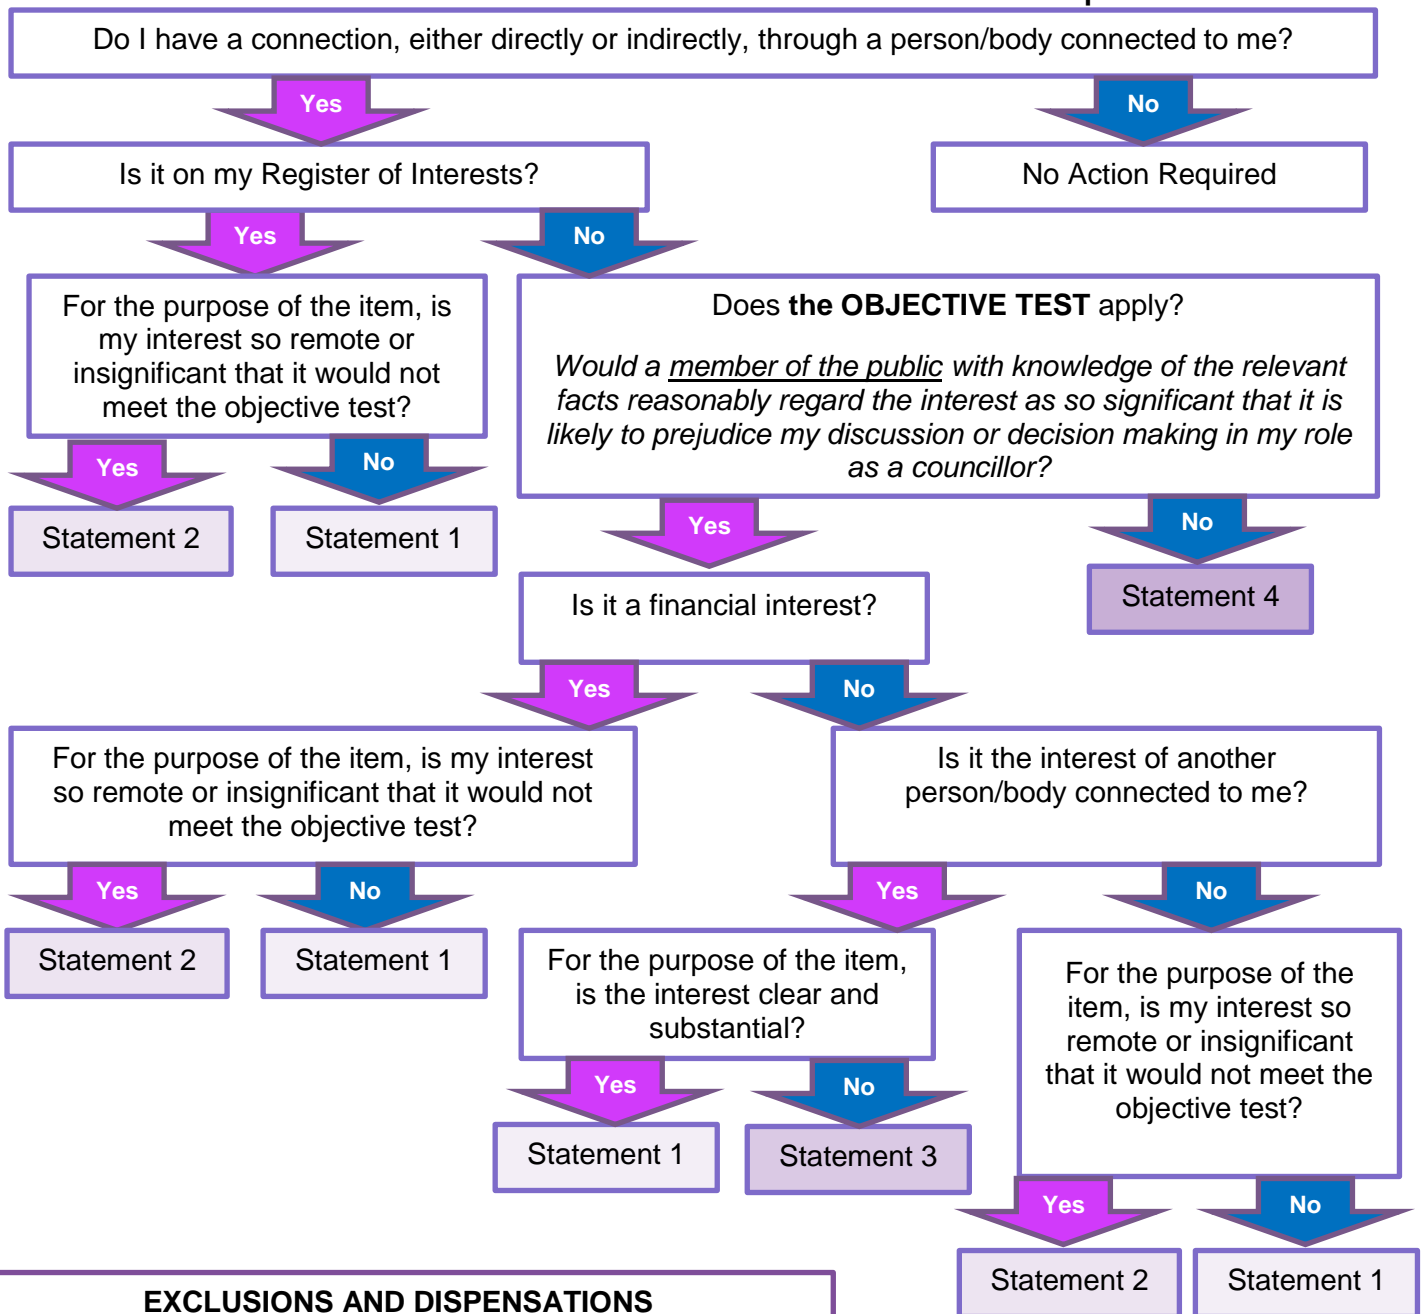 Do I have a connection, either directly or indirectly, through a person/body connected to me?
Yes
No
Is it on my Register of Interests?
No Action Required
Yes
No
For the purpose of the item, is
my interest so remote or
insignificant that it would not
meet the objective test?
Does the OBJECTIVE TEST apply?
Would a member of the public with knowledge of the relevant
facts reasonably regard the interest as so significant that it is
likely to prejudice my discussion or decision making in my role
as a councillor?
Yes
No
Statement 2
Statement 1
Yes
No
Is it a financial interest?
Statement 4
Yes
No
For the purpose of the item, is my interest
so remote or insignificant that it would not
meet the objective test?
Is it the interest of another
person/body connected to me?
Yes
No
Yes
No
Statement 2
Statement 1
For the purpose of the item,
is the interest clear and
substantial?
For the purpose of the
item, is my interest so
remote or insignificant
that it would not meet the
objective test?
Yes
No
Statement 1
Statement 3
Yes
No
Statement 2
Statement 1
EXCLUSIONS AND DISPENSATIONS